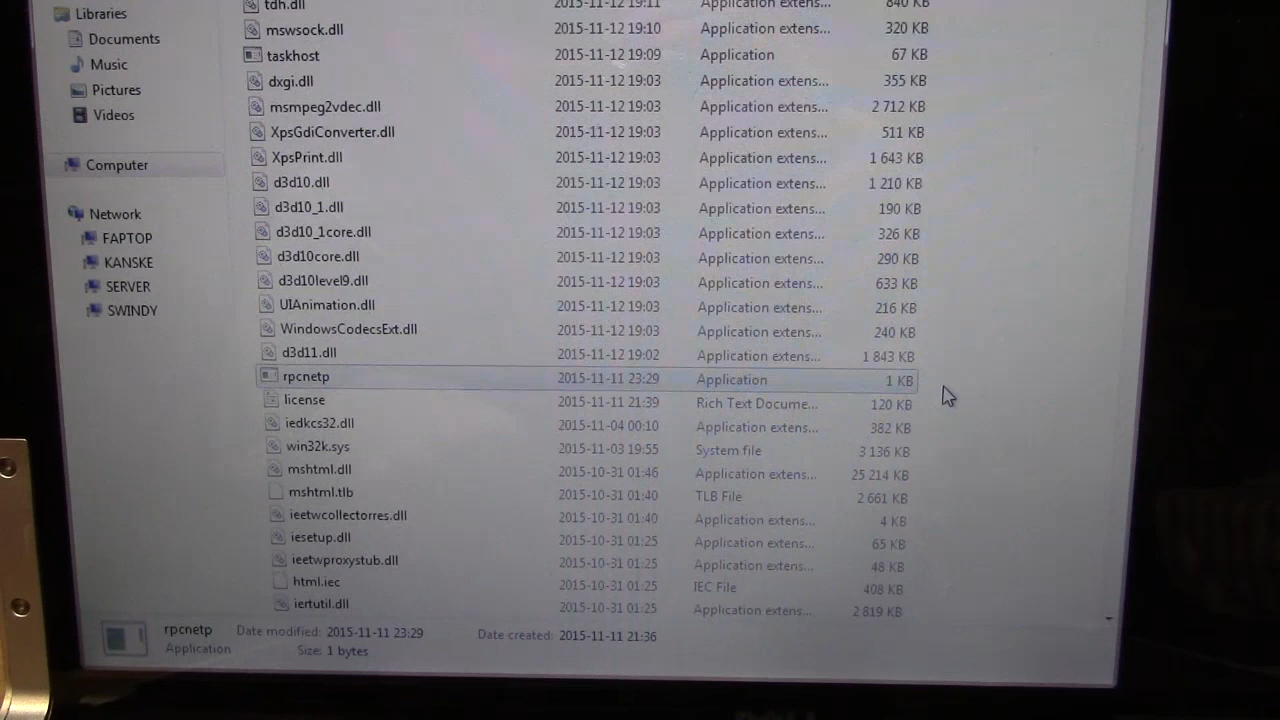 Libraries
Documents
Music
Pictures
Videos
Computer
Network
FAPTOP
KANSKE
SERVER
SWINDY
tdh.dll 2015-11-12 19:11 Application extens... 840 KB
mswsock.dll 2015-11-12 19:10 Application extens... 320 KB
taskhost 2015-11-12 19:09 Application 67 KB
dxgi.dll 2015-11-12 19:03 Application extens... 355 KB
msmpeg2vdec.dll 2015-11-12 19:03 Application extens... 2 712 KB
XpsGdiConverter.dll 2015-11-12 19:03 Application extens... 511 KB
XpsPrint.dll 2015-11-12 19:03 Application extens... 1 643 KB
d3d10.dll 2015-11-12 19:03 Application extens... 1 210 KB
d3d10_1.dll 2015-11-12 19:03 Application extens... 190 KB
d3d10_1core.dll 2015-11-12 19:03 Application extens... 326 KB
d3d10core.dll 2015-11-12 19:03 Application extens... 290 KB
d3d10level9.dll 2015-11-12 19:03 Application extens... 633 KB
UIAnimation.dll 2015-11-12 19:03 Application extens... 216 KB
WindowsCodecsExt.dll 2015-11-12 19:03 Application extens... 240 KB
d3d11.dll 2015-11-12 19:02 Application extens... 1 843 KB
rpcnetp 2015-11-11 23:29 Application 1 KB
license 2015-11-11 21:39 Rich Text Docume... 120 KB
iedkcs32.dll 2015-11-04 00:10 Application extens... 382 KB
win32k.sys 2015-11-03 19:55 System file 3 136 KB
mshtml.dll 2015-10-31 01:46 Application extens... 25 214 KB
mshtml.tlb 2015-10-31 01:40 TLB File 2 661 KB
ieetwcollectorres.dll 2015-10-31 01:40 Application extens... 4 KB
iesetup.dll 2015-10-31 01:25 Application extens... 65 KB
ieetwproxystub.dll 2015-10-31 01:25 Application extens... 48 KB
html.iec 2015-10-31 01:25 IEC File 408 KB
iertutil.dll 2015-10-31 01:25 Application extens... 2 819 KB
rpcnetp Date modified: 2015-11-11 23:29 Date created: 2015-11-11 21:36
Application Size: 1 bytes